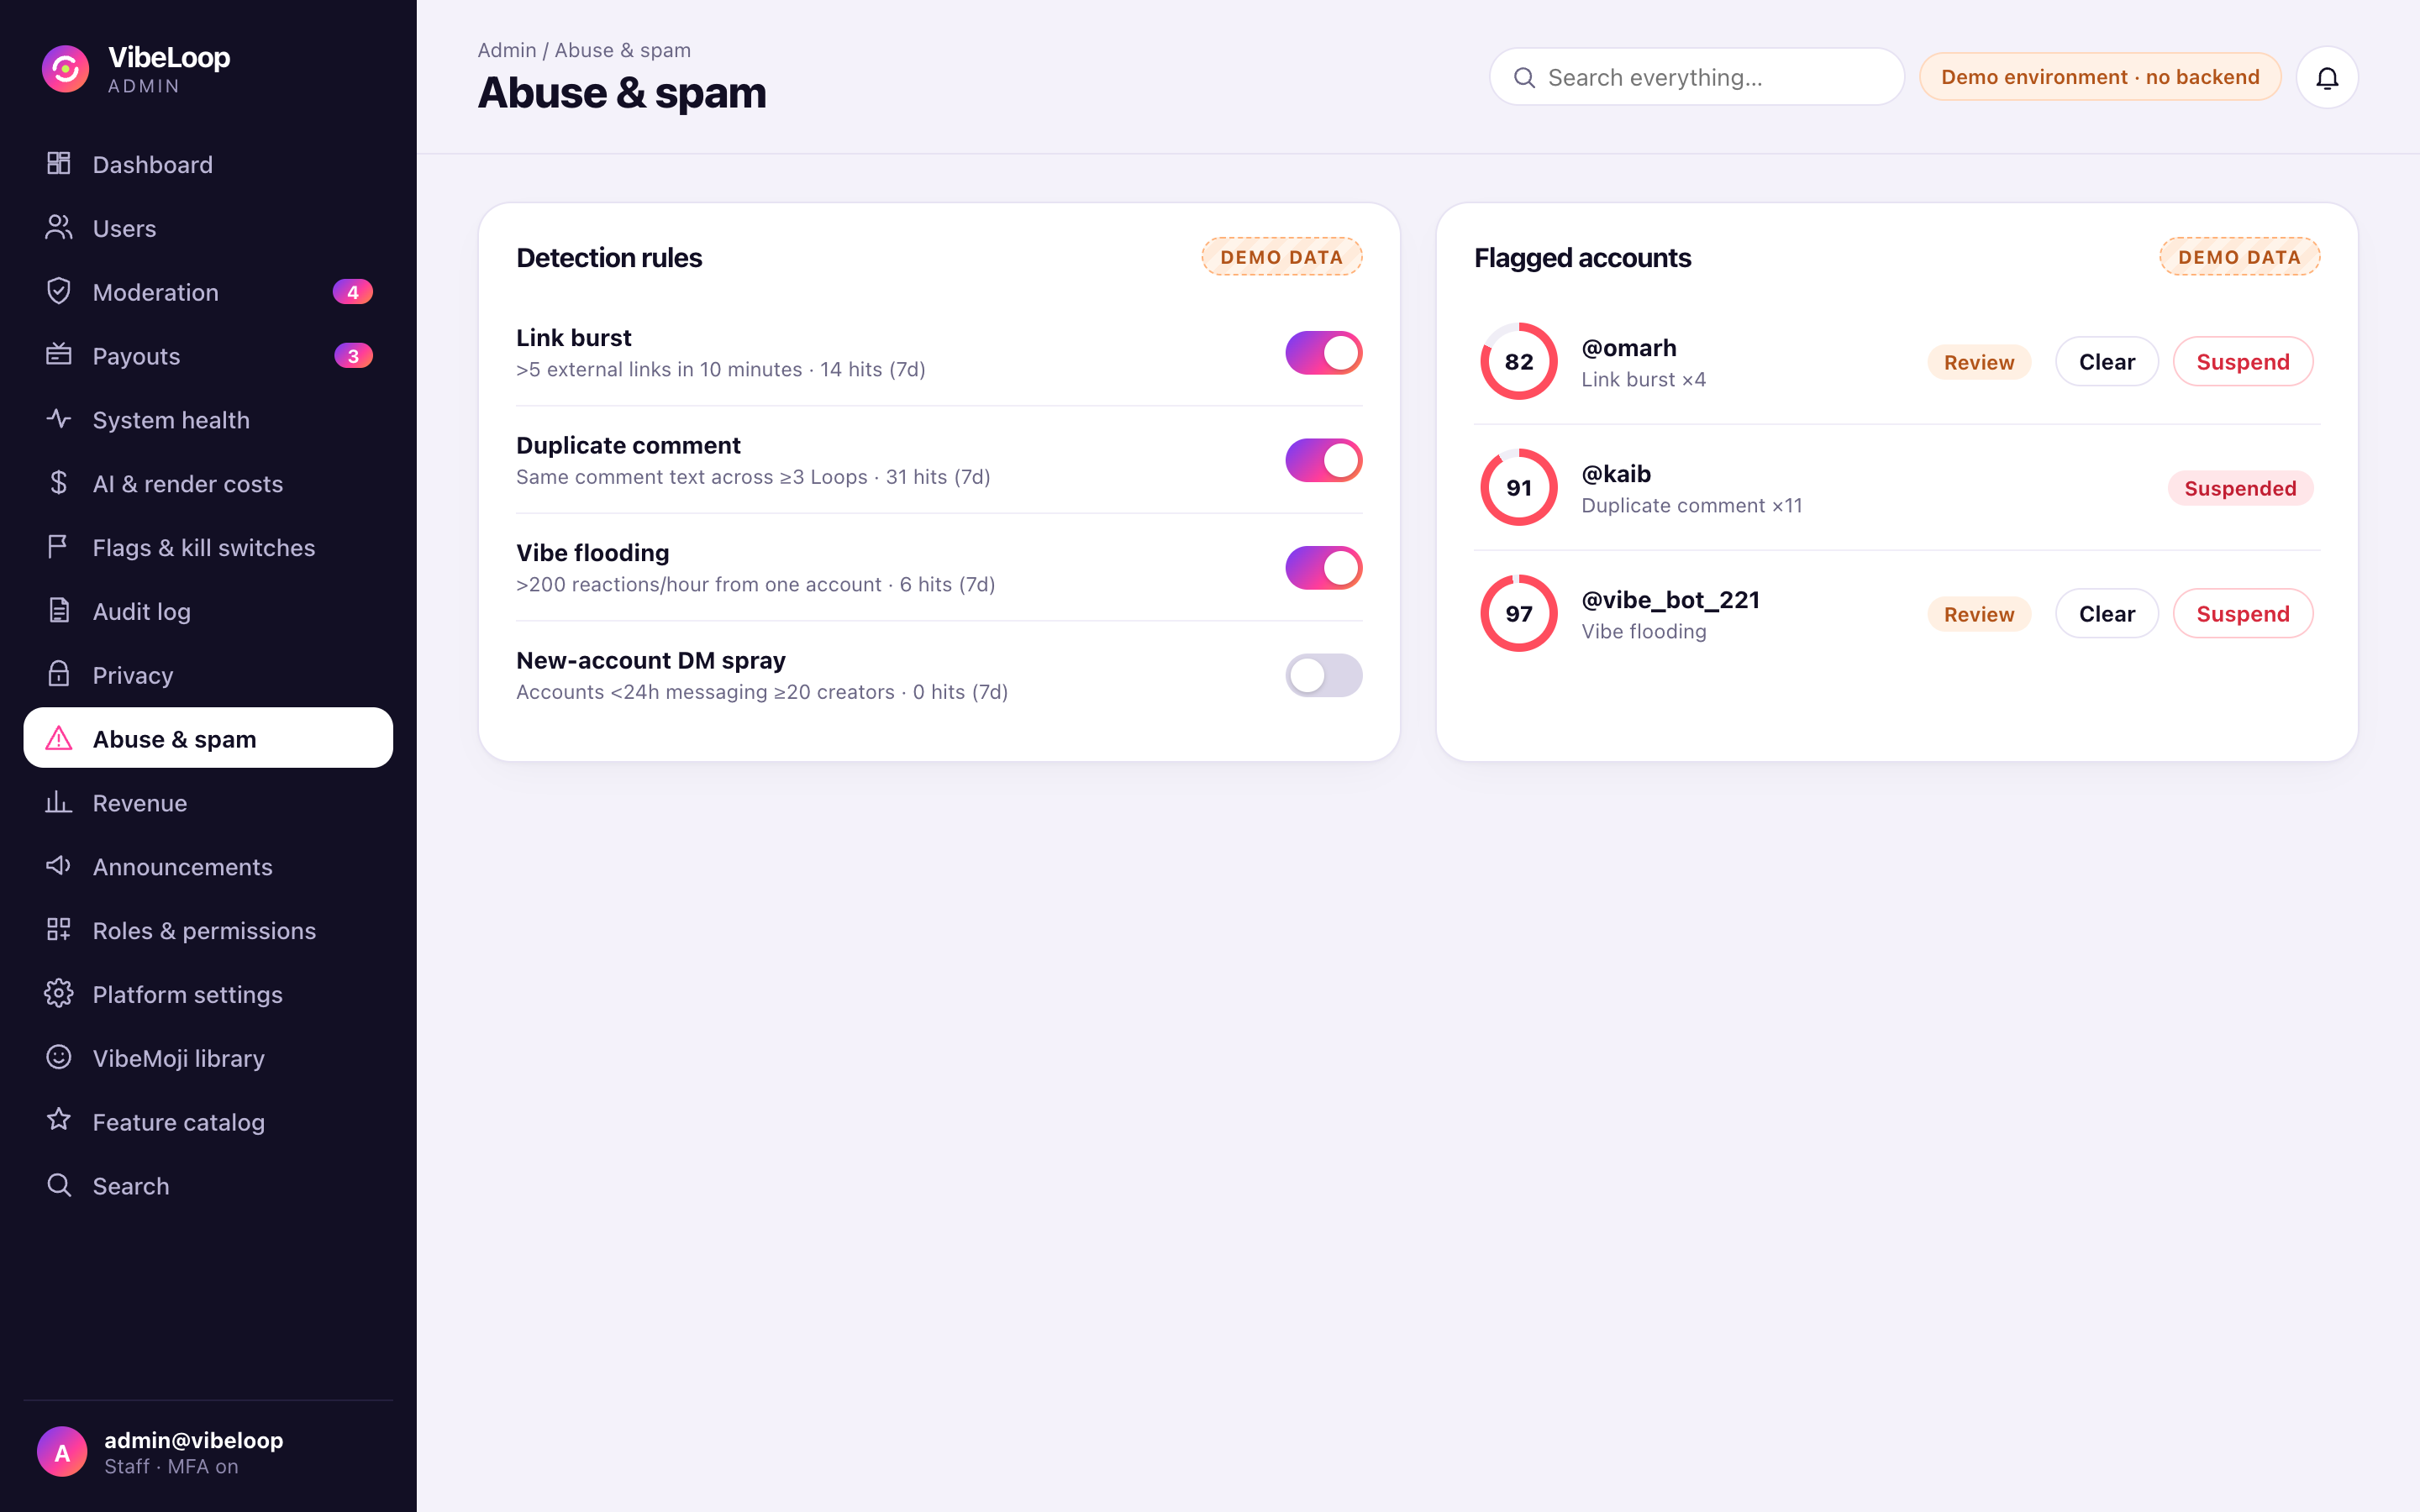 VibeLoop
ADMIN
Dashboard
Users
Moderation 4
Payouts 3
System health
AI & render costs
Flags & kill switches
Audit log
Privacy
Abuse & spam
Revenue
Announcements
Roles & permissions
Platform settings
VibeMoji library
Feature catalog
Search
A
admin@vibeloop
Staff · MFA on
Admin / Abuse & spam
Abuse & spam
Search everything...
Demo environment · no backend
Detection rules DEMO DATA
Link burst
>5 external links in 10 minutes · 14 hits (7d)
Duplicate comment
Same comment text across ≥3 Loops · 31 hits (7d)
Vibe flooding
>200 reactions/hour from one account · 6 hits (7d)
New-account DM spray
Accounts <24h messaging ≥20 creators · 0 hits (7d)
Flagged accounts DEMO DATA
82 @omarh
Link burst ×4
Review Clear Suspend
91 @kaib
Duplicate comment ×11
Suspended
97 @vibe_bot_221
Vibe flooding
Review Clear Suspend